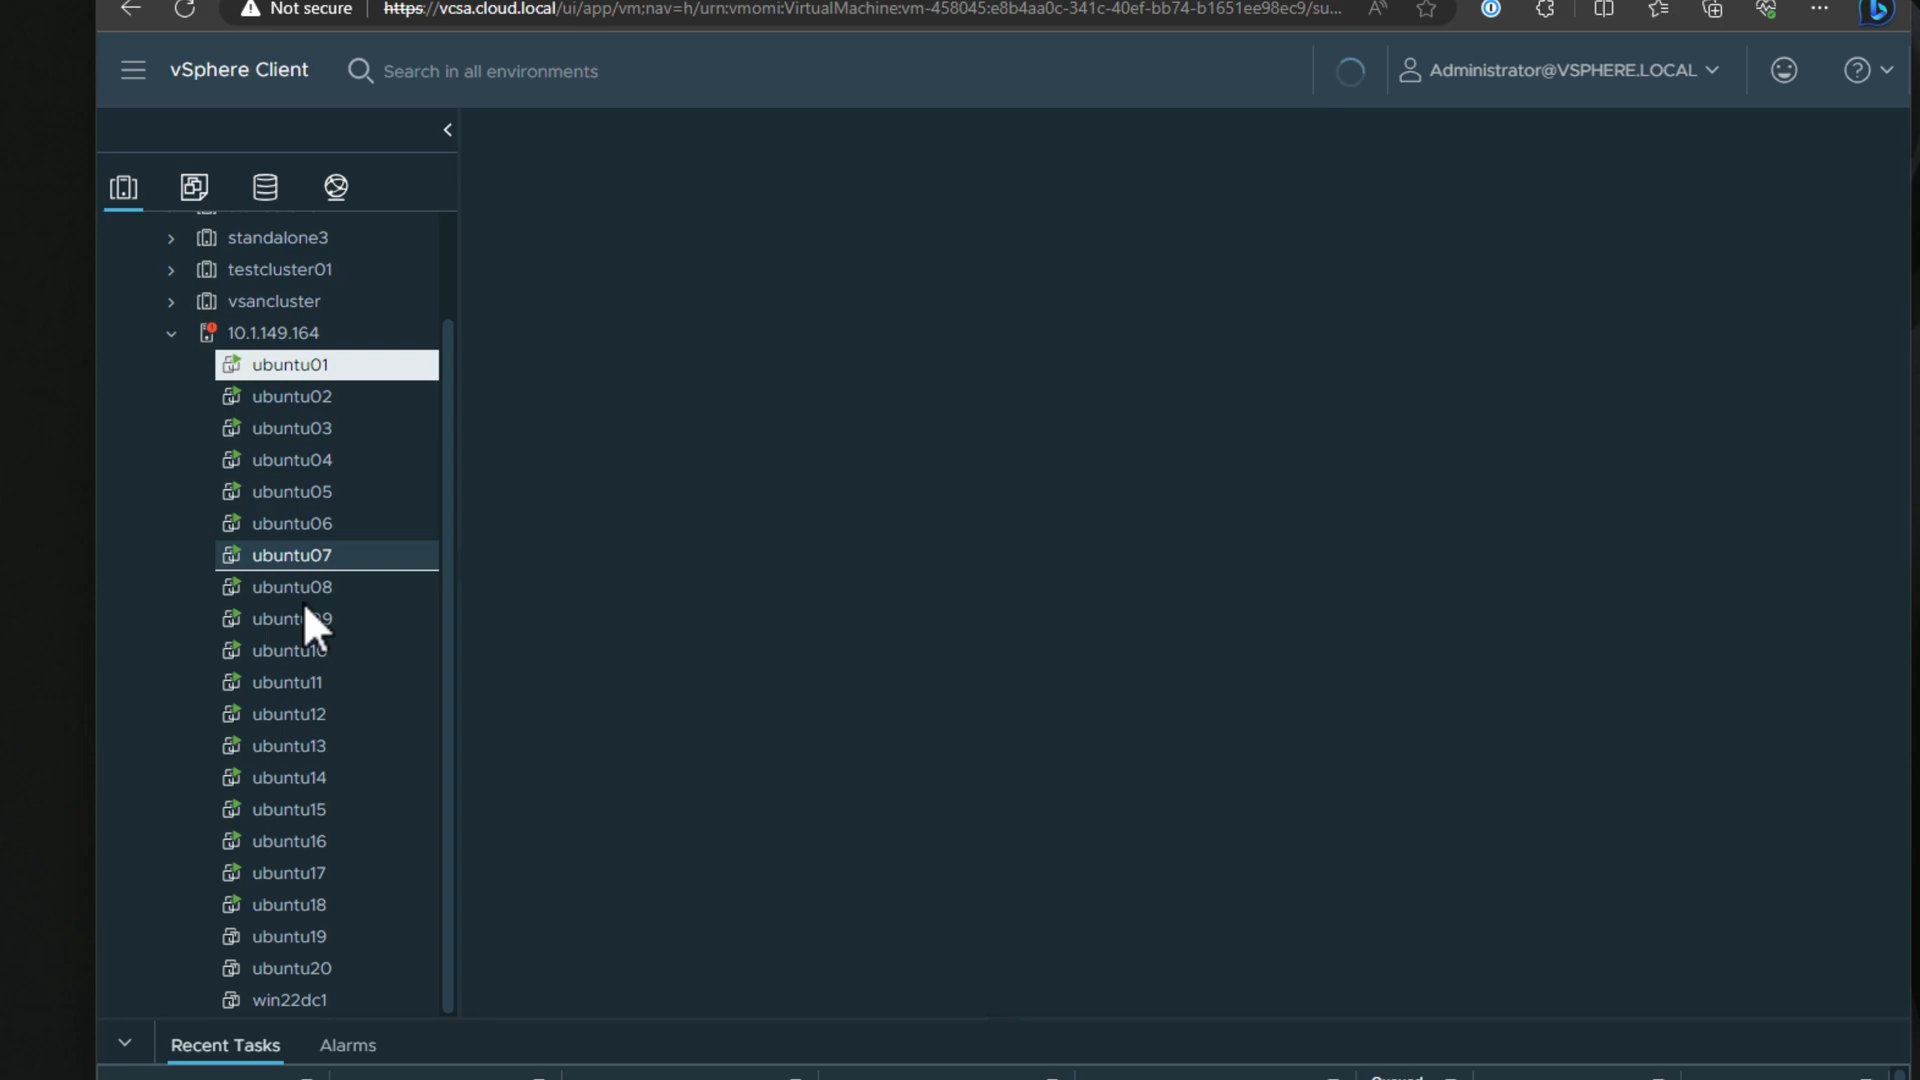 Not secure
https://vcsa.cloud.local/ui/app/vm;nav=h/urn:vmomi:VirtualMachine:vm-458045:e8b4aa0c-341c-40ef-bb74-b1651ee98ec9/su...
vSphere Client
Search in all environments
Administrator@VSPHERE.LOCAL
standalone3
testcluster01
vsancluster
10.1.149.164
ubuntu01
ubuntu02
ubuntu03
ubuntu04
ubuntu05
ubuntu06
ubuntu07
ubuntu08
ubuntu09
ubuntu10
ubuntu11
ubuntu12
ubuntu13
ubuntu14
ubuntu15
ubuntu16
ubuntu17
ubuntu18
ubuntu19
ubuntu20
win22dc1
Recent Tasks
Alarms